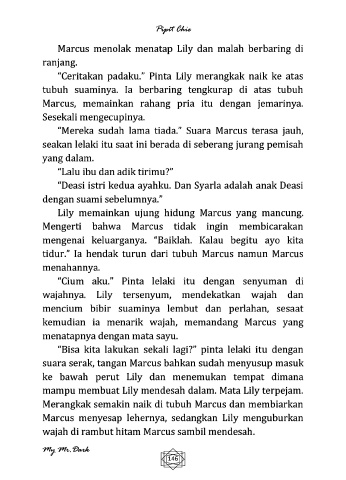 Pipit Chie
Marcus menolak menatap Lily dan malah berbaring di
ranjang.
“Ceritakan padaku.” Pinta Lily merangkak naik ke atas
tubuh suaminya. Ia berbaring tengkurap di atas tubuh
Marcus, memainkan rahang pria itu dengan jemarinya.
Sesekali mengecupinya.
“Mereka sudah lama tiada.” Suara Marcus terasa jauh,
seakan lelaki itu saat ini berada di seberang jurang pemisah
yang dalam.
“Lalu ibu dan adik tirimu?”
“Deasi istri kedua ayahku. Dan Syarla adalah anak Deasi
dengan suami sebelumnya.”
Lily memainkan ujung hidung Marcus yang mancung.
Mengerti bahwa Marcus tidak ingin membicarakan
mengenai keluarganya. “Baiklah. Kalau begitu ayo kita
tidur.” Ia hendak turun dari tubuh Marcus namun Marcus
menahannya.
“Cium aku.” Pinta lelaki itu dengan senyuman di
wajahnya. Lily tersenyum, mendekatkan wajah dan
mencium bibir suaminya lembut dan perlahan, sesaat
kemudian ia menarik wajah, memandang Marcus yang
menatapnya dengan mata sayu.
“Bisa kita lakukan sekali lagi?” pinta lelaki itu dengan
suara serak, tangan Marcus bahkan sudah menyusup masuk
ke bawah perut Lily dan menemukan tempat dimana
mampu membuat Lily mendesah dalam. Mata Lily terpejam.
Merangkak semakin naik di tubuh Marcus dan membiarkan
Marcus menyesap lehernya, sedangkan Lily menguburkan
wajah di rambut hitam Marcus sambil mendesah.
My Mr.Dark
146